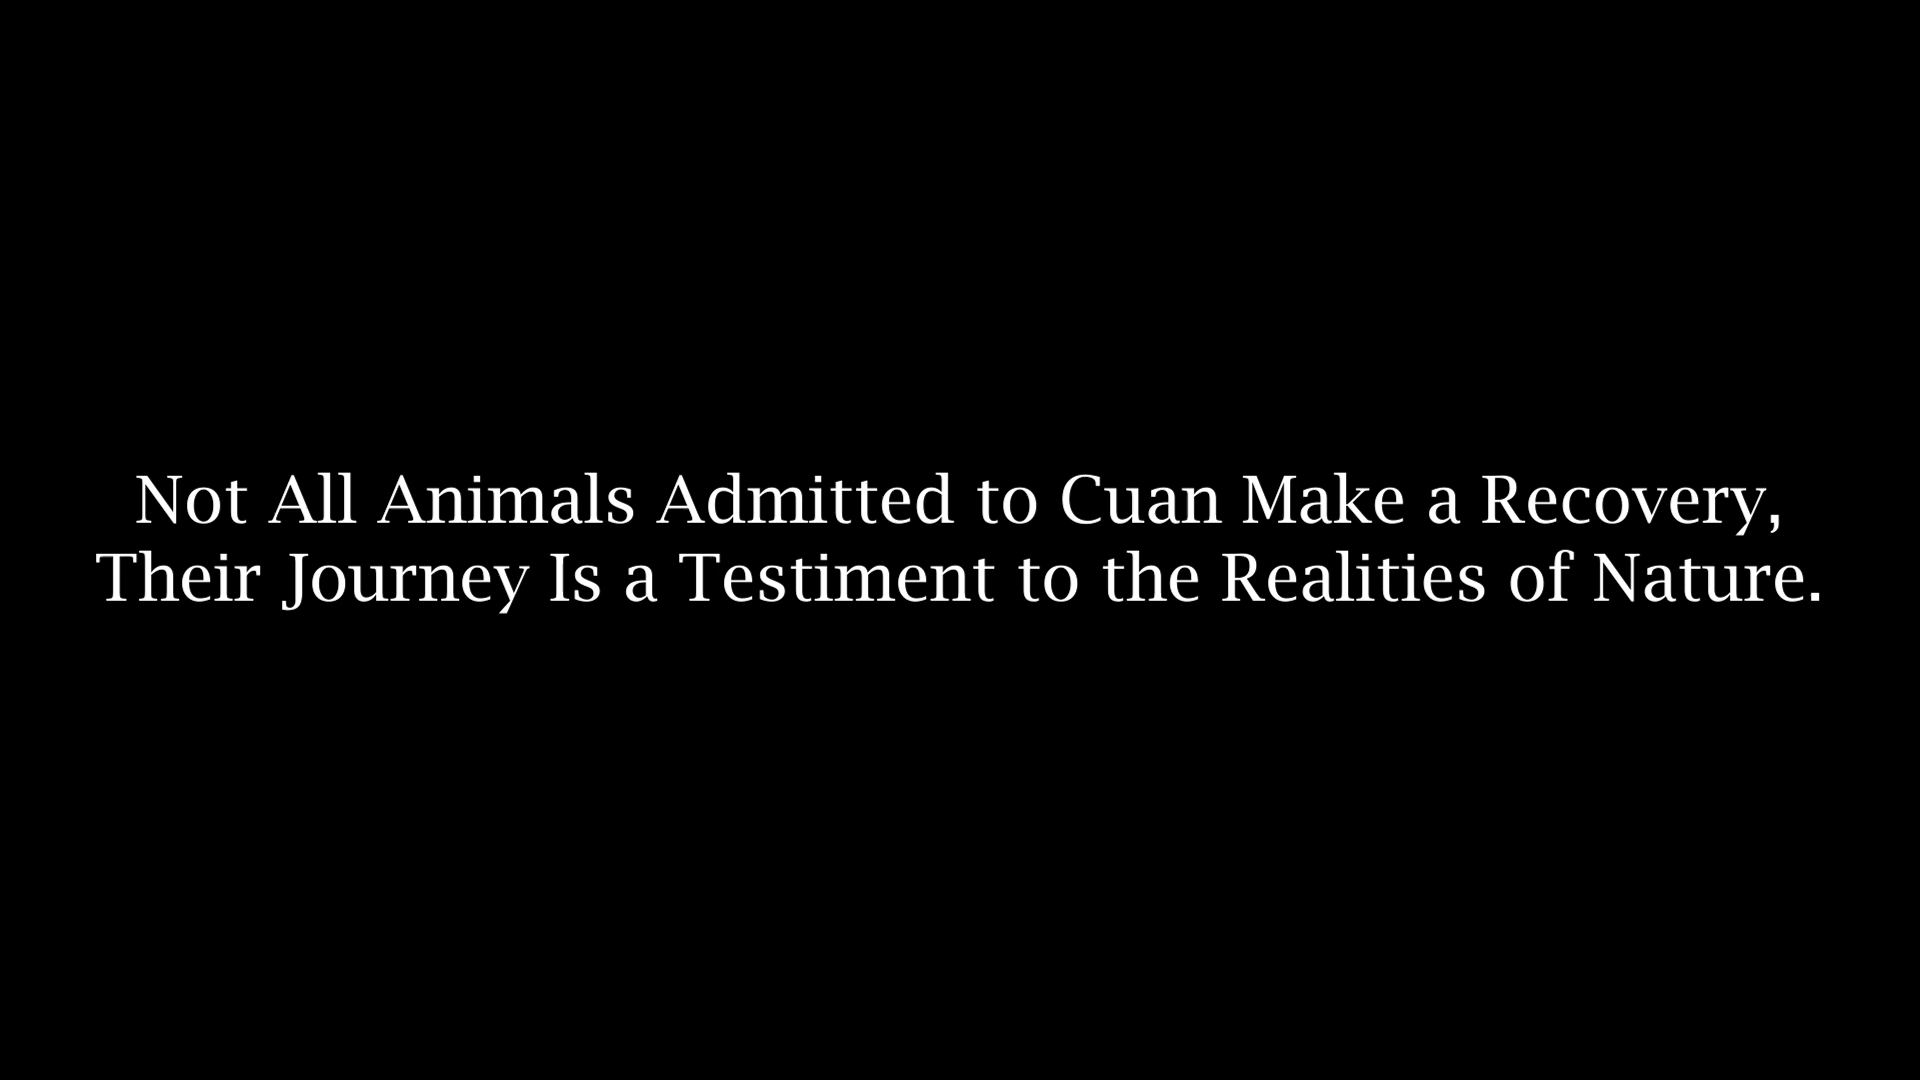 Not All Animals Admitted to Cuan Make a Recovery,
Their Journey Is a Testiment to the Realities of Nature.